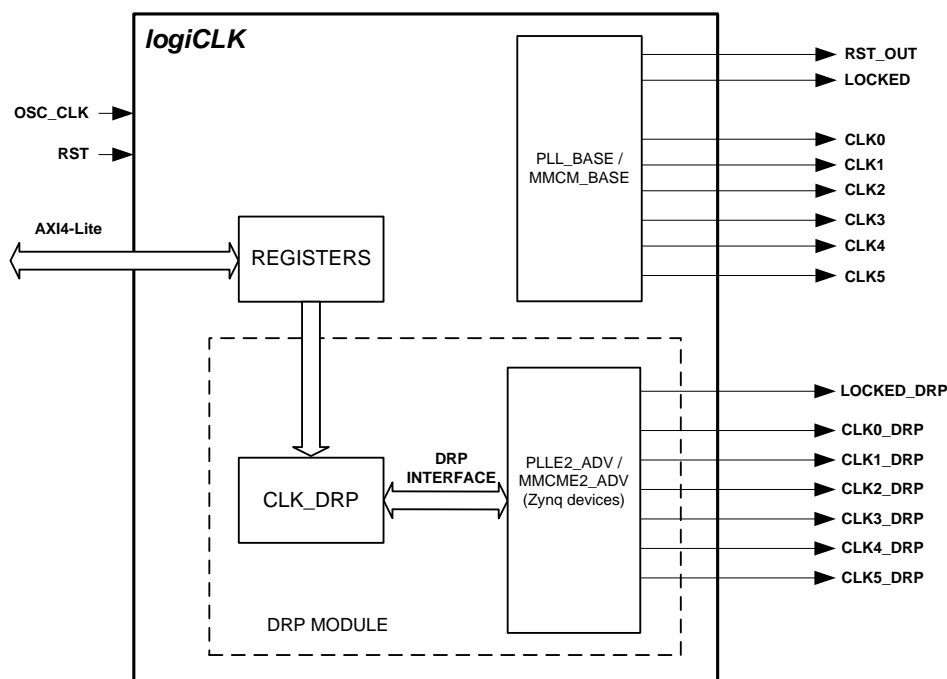 logiCLK
OSC_CLK
RST
AXI4-Lite
REGISTERS
PLL_BASE /
MMCM_BASE
RST_OUT
LOCKED
CLK0
CLK1
CLK2
CLK3
CLK4
CLK5
CLK_DRP
DRP
INTERFACE
PLLE2_ADV /
MMCME2_ADV
(Zynq devices)
DRP MODULE
LOCKED_DRP
CLK0_DRP
CLK1_DRP
CLK2_DRP
CLK3_DRP
CLK4_DRP
CLK5_DRP